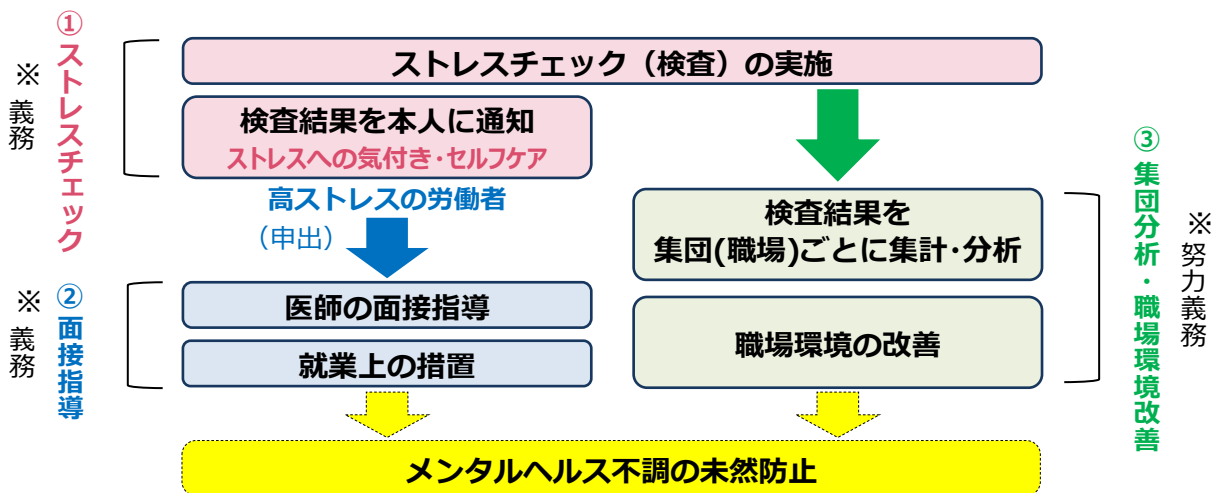 ① ストレスチェック
※ 義務
ストレスチェック（検査）の実施
検査結果を本人に通知
ストレスへの気付き・セルフケア
高ストレスの労働者
（申出）
② 面接指導
※ 義務
医師の面接指導
就業上の措置
検査結果を
集団(職場)ごとに集計・分析
職場環境の改善
③ 集団分析・職場環境改善
※ 努力義務
メンタルヘルス不調の未然防止